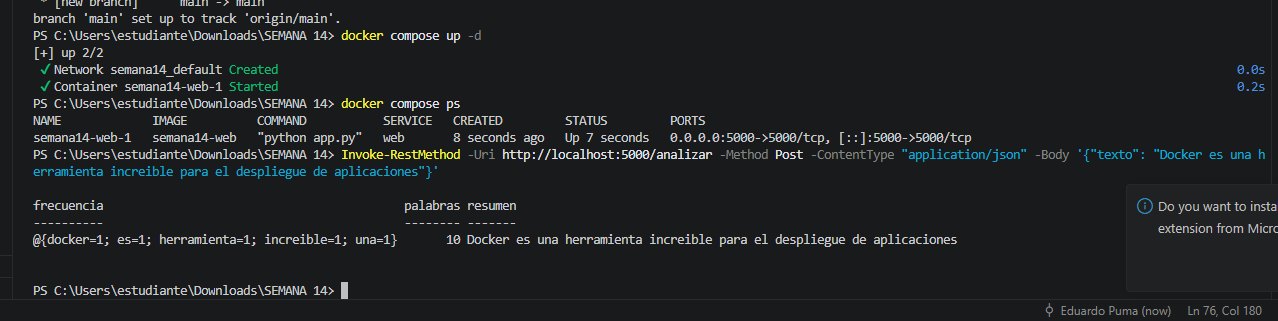 * [new branch]      main -> main
branch 'main' set up to track 'origin/main'.
PS C:\Users\estudiante\Downloads\SEMANA 14> docker compose up -d
[+] up 2/2
✔ Network semana14_default Created 0.0s
✔ Container semana14-web-1 Started 0.2s
PS C:\Users\estudiante\Downloads\SEMANA 14> docker compose ps
NAME IMAGE COMMAND SERVICE CREATED STATUS PORTS
semana14-web-1 semana14-web "python app.py" web 8 seconds ago Up 7 seconds 0.0.0.0:5000->5000/tcp, [::]:5000->5000/tcp
PS C:\Users\estudiante\Downloads\SEMANA 14> Invoke-RestMethod -Uri http://localhost:5000/analizar -Method Post -ContentType "application/json" -Body '{"texto": "Docker es una h
erramienta increible para el despliegue de aplicaciones"}'
frecuencia palabras resumen
---------- -------- -------
@{docker=1; es=1; herramienta=1; increible=1; una=1} 10 Docker es una herramienta increible para el despliegue de aplicaciones
Do you want to insta
extension from Micro
PS C:\Users\estudiante\Downloads\SEMANA 14>
Eduardo Puma (now) Ln 76, Col 180